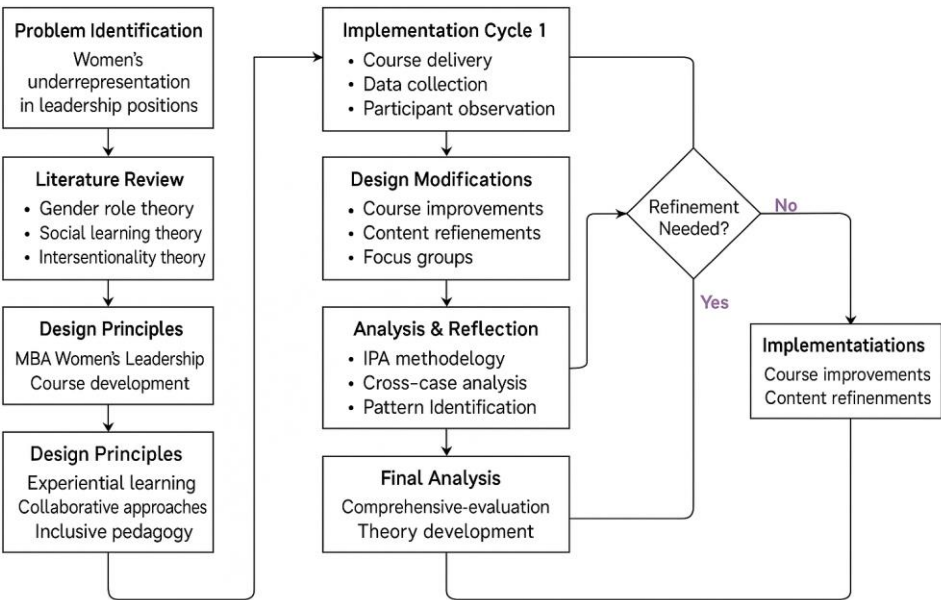 Problem Identification
Women's
underrepresentation
in leadership positions
Literature Review
• Gender role theory
• Social learning theory
• Intersentionality theory
Design Principles
MBA Women's Leadership
Course development
Design Principles
Experiential learning
Collaborative approaches
Inclusive pedagogy
Implementation Cycle 1
• Course delivery
• Data collection
• Participant observation
Design Modifications
• Course improvements
• Content refienements
• Focus groups
Analysis & Reflection
• IPA methodelogy
• Cross-case analysis
• Pattern Identification
Final Analysis
Comprehensive-evaluation
Theory development
Refinement
Needed?
No
Yes
Implementatiations
Course improvements
Content refinenments